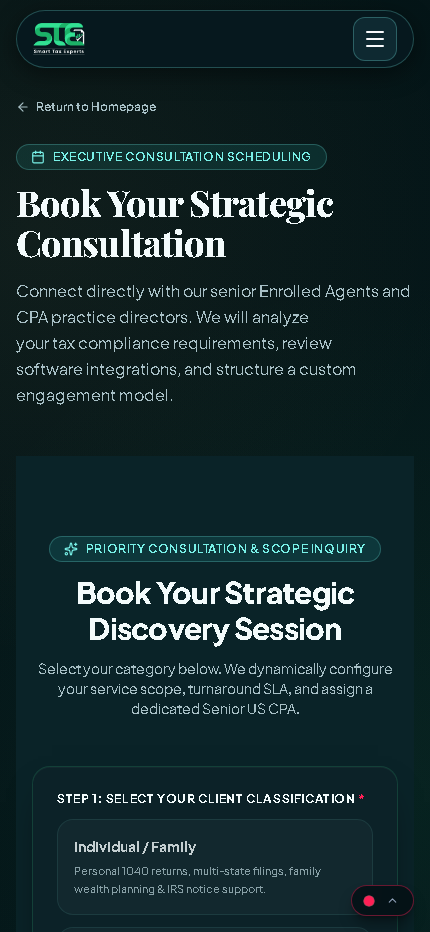 STE
Smart Tax Experts
Return to Homepage
EXECUTIVE CONSULTATION SCHEDULING
Book Your Strategic
Consultation
Connect directly with our senior Enrolled Agents and
CPA practice directors. We will analyze
your tax compliance requirements, review
software integrations, and structure a custom
engagement model.
PRIORITY CONSULTATION & SCOPE INQUIRY
Book Your Strategic
Discovery Session
Select your category below. We dynamically configure
your service scope, turnaround SLA, and assign a
dedicated Senior US CPA.
STEP 1: SELECT YOUR CLIENT CLASSIFICATION *
Individual / Family
Personal 1040 returns, multi-state filings, family
wealth planning & IRS notice support.